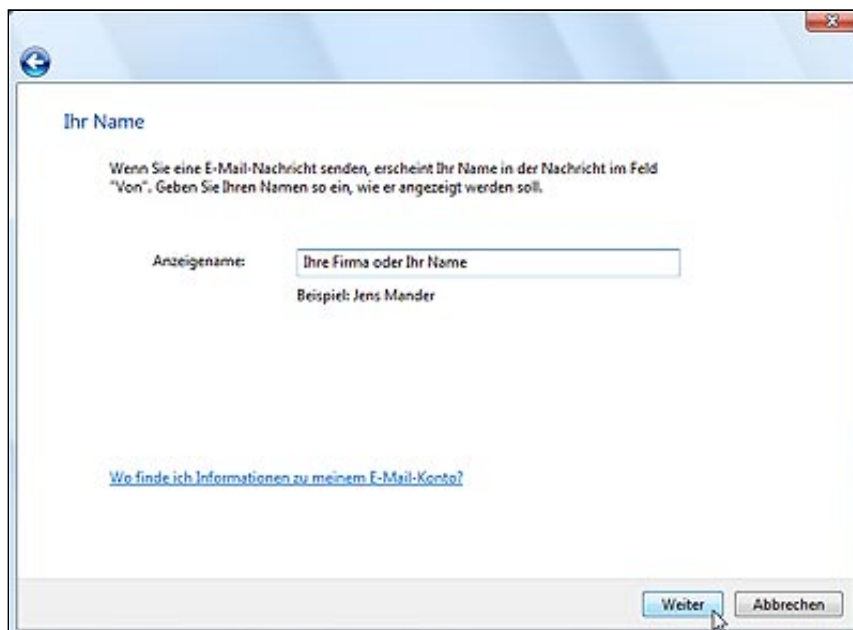 Ihr Name
Wenn Sie eine E-Mail-Nachricht senden, erscheint Ihr Name in der Nachricht im Feld
"Von". Geben Sie Ihren Namen so ein, wie er angezeigt werden soll.
Anzeigename: Ihre Firma oder Ihr Name
Beispiel: Jens Mander
Wo finde ich Informationen zu meinem E-Mail-Konto?
Weiter Abbrechen